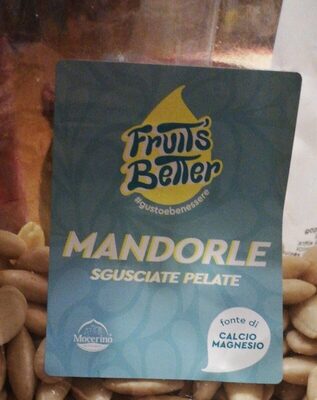 Fruits'
Better
#gustoebenessere
MANDORLE
SGUSCIATE PELATE
Mocerino
fonte di
CALCIO
MAGNESIO